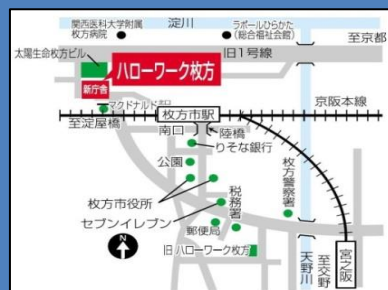 関西医科大学附属
枚方病院
淀川
ラポールひらかた
(総合福祉会館)
至京都
太陽生命枚方ビル
旧1号線
ハローワーク枚方
新庁舎
マクドナルド
京阪本線
至淀屋橋
枚方市駅
南口
陸橋
りそな銀行
公園
枚方市役所
税務署
枚方警察署
セブンイレブン
郵便局
旧 ハローワーク枚方
N
天野川
至交野
宮之阪